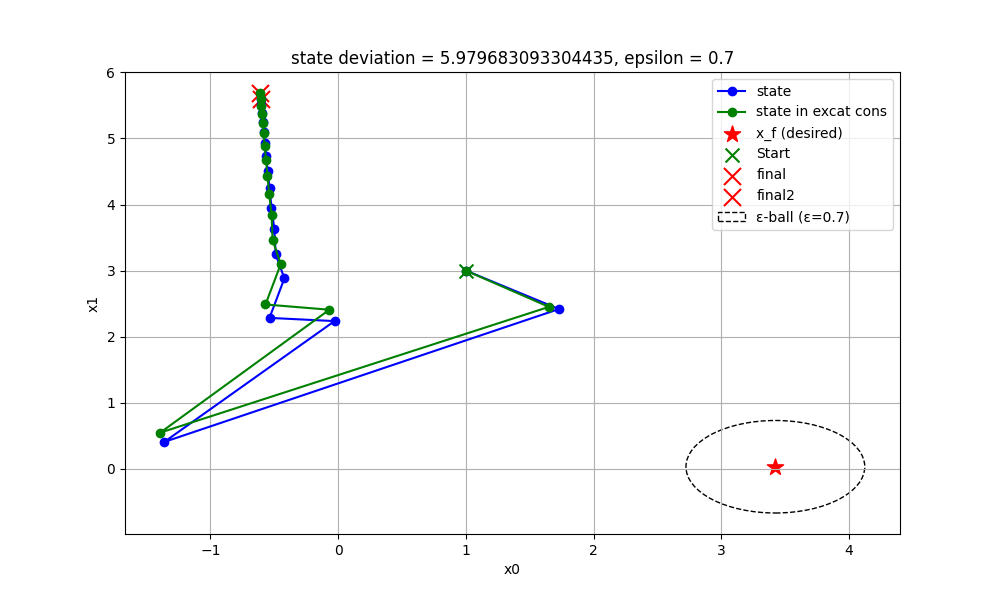 state deviation = 5.979683093304435, epsilon = 0.7
6
5
4
3
2
1
0
x1
−1
0
1
2
3
4
x0
state
state in excat cons
x_f (desired)
Start
final
final2
ε-ball (ε=0.7)